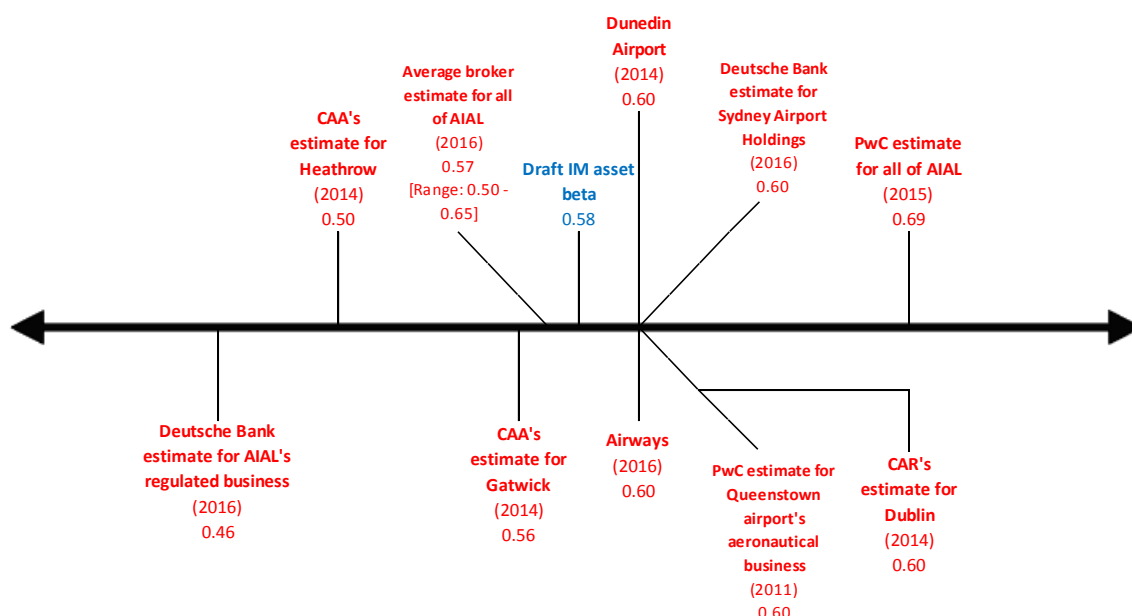 Dunedin
Airport
(2014)
0.60
Average broker
estimate for all
of AIAL
(2016)
0.57
[Range: 0.50 -
0.65]
Deutsche Bank
estimate for
Sydney Airport
Holdings
(2016)
0.60
CAA's
estimate for
Heathrow
(2014)
0.50
Draft IM asset
beta
0.58
PwC estimate
for all of AIAL
(2015)
0.69
Deutsche Bank
estimate for AIAL's
regulated business
(2016)
0.46
CAA's
estimate for
Gatwick
(2014)
0.56
Airways
(2016)
0.60
PwC estimate for
Queenstown
airport's
aeronautical
business
(2011)
0.60
CAR's
estimate for
Dublin
(2014)
0.60